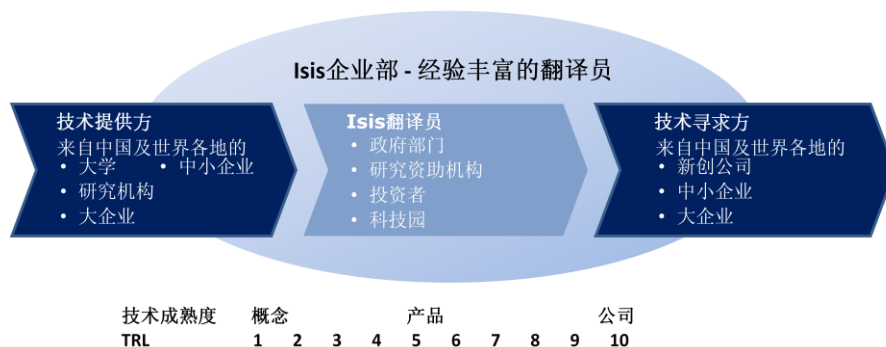 Isis企业部 - 经验丰富的翻译员
技术提供方
来自中国及世界各地的
• 大学 • 中小企业
• 研究机构
• 大企业
Isis翻译员
• 政府部门
• 研究资助机构
• 投资者
• 科技园
技术寻求方
来自中国及世界各地的
• 新创公司
• 中小企业
• 大企业
技术成熟度 概念 产品 公司
TRL 1 2 3 4 5 6 7 8 9 10